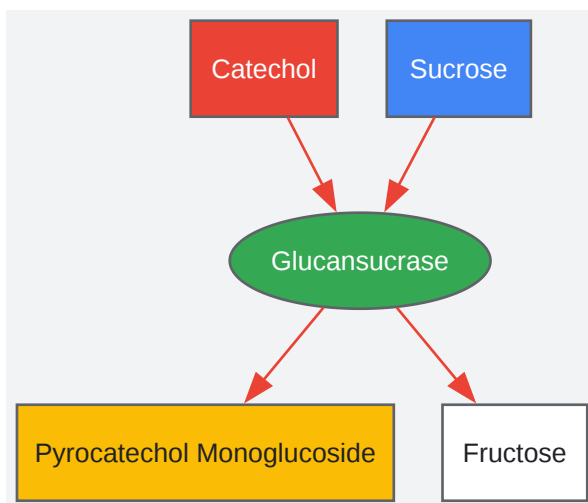 Catechol
Sucrose
Glucansucrase
Pyrocatechol Monoglucoside
Fructose